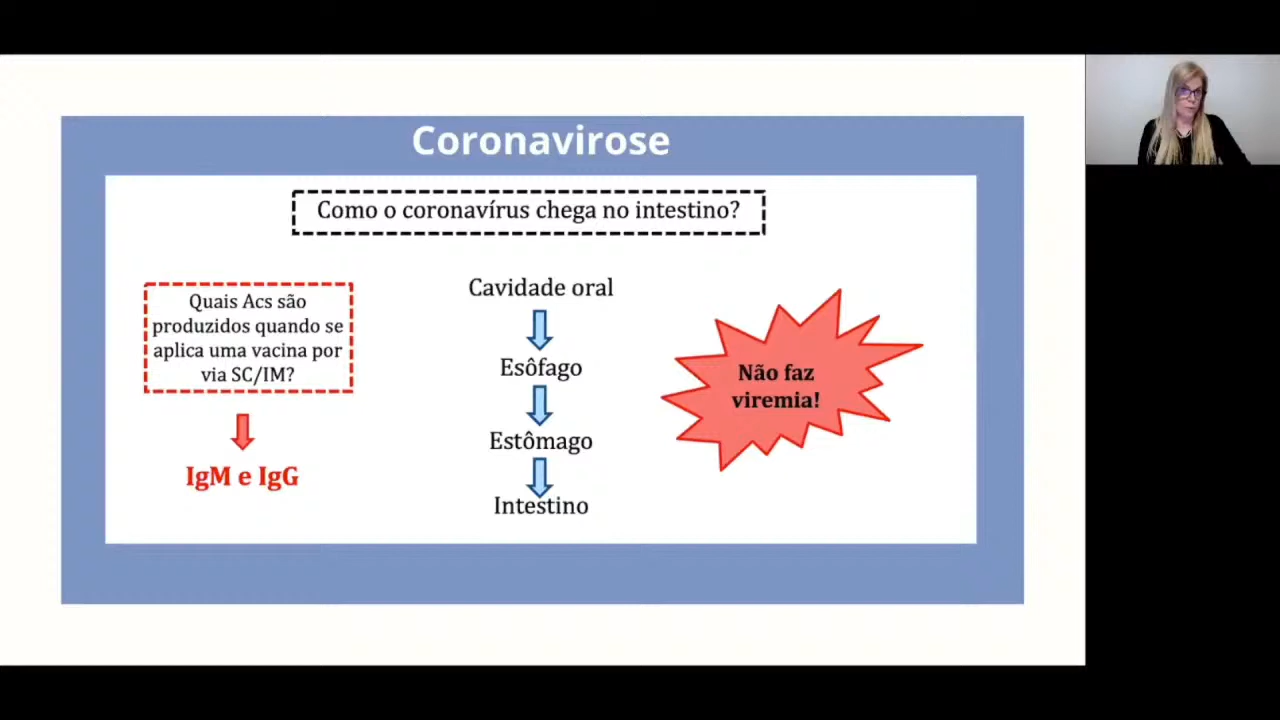 Coronavirose
Como o coronavírus chega no intestino?
Quais Acs são
produzidos quando se
aplica uma vacina por
via SC/IM?
IgM e IgG
Cavidade oral
Esôfago
Estômago
Intestino
Não faz
viremia!